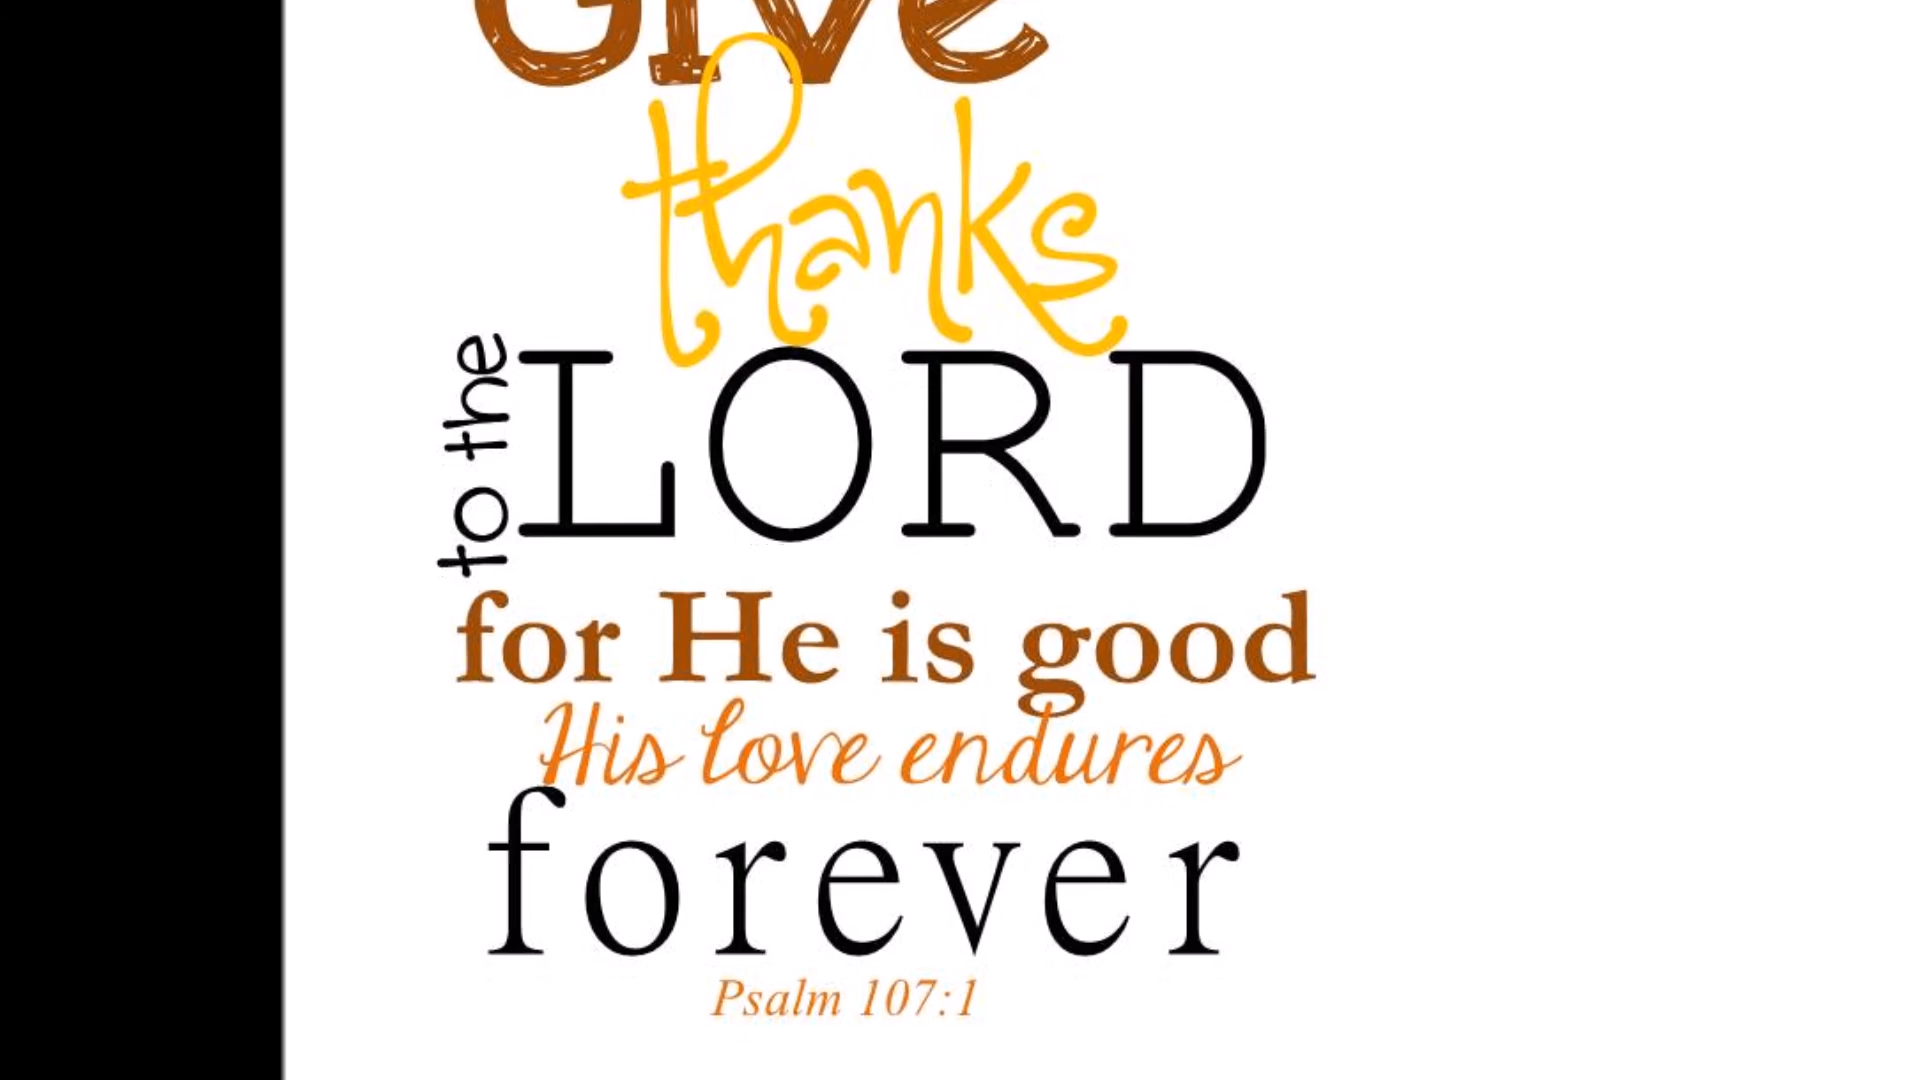 Give
thanks
to the
LORD
for He is good
His love endures
forever
Psalm 107:1